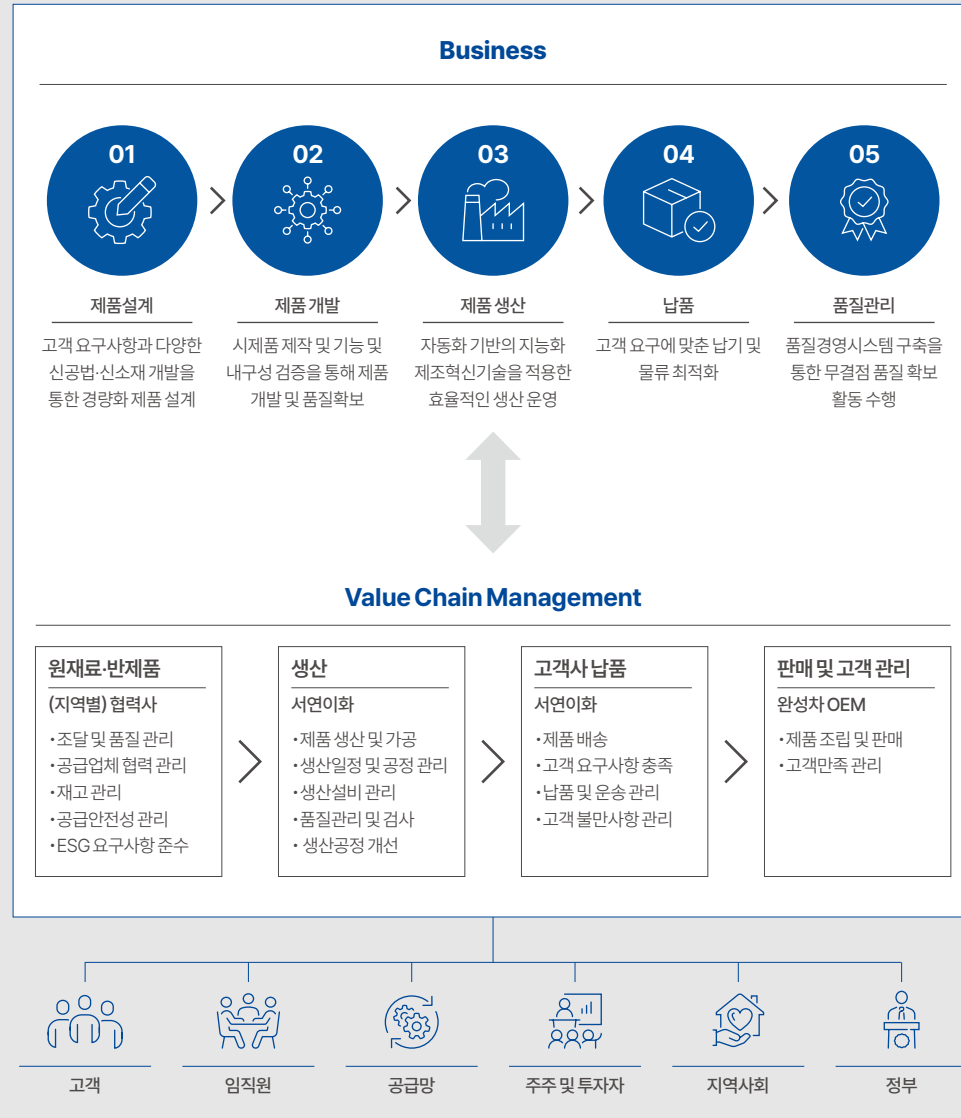 Business
01
02
03
04
05
제품설계
고객 요구사항과 다양한
신공법·신소재 개발을
통한 경량화 제품 설계
제품 개발
시제품 제작 및 기능 및
내구성 검증을 통해 제품
개발 및 품질확보
제품 생산
자동화 기반의 지능화
제조혁신기술을 적용한
효율적인 생산 운영
납품
고객 요구에 맞춘 납기 및
물류 최적화
품질관리
품질경영시스템 구축을
통한 무결점 품질 확보
활동 수행
Value Chain Management
원재료·반제품
(지역별) 협력사
·조달 및 품질 관리
·공급업체 협력 관리
·재고 관리
·공급안전성 관리
·ESG 요구사항 준수
생산
서연이화
·제품 생산 및 가공
·생산일정 및 공정 관리
·생산설비 관리
·품질관리 및 검사
· 생산공정 개선
고객사 납품
서연이화
·제품 배송
·고객 요구사항 충족
·납품 및 운송 관리
·고객 불만사항 관리
판매 및 고객 관리
완성차 OEM
·제품 조립 및 판매
·고객만족 관리
고객
임직원
공급망
주주 및 투자자
지역사회
정부